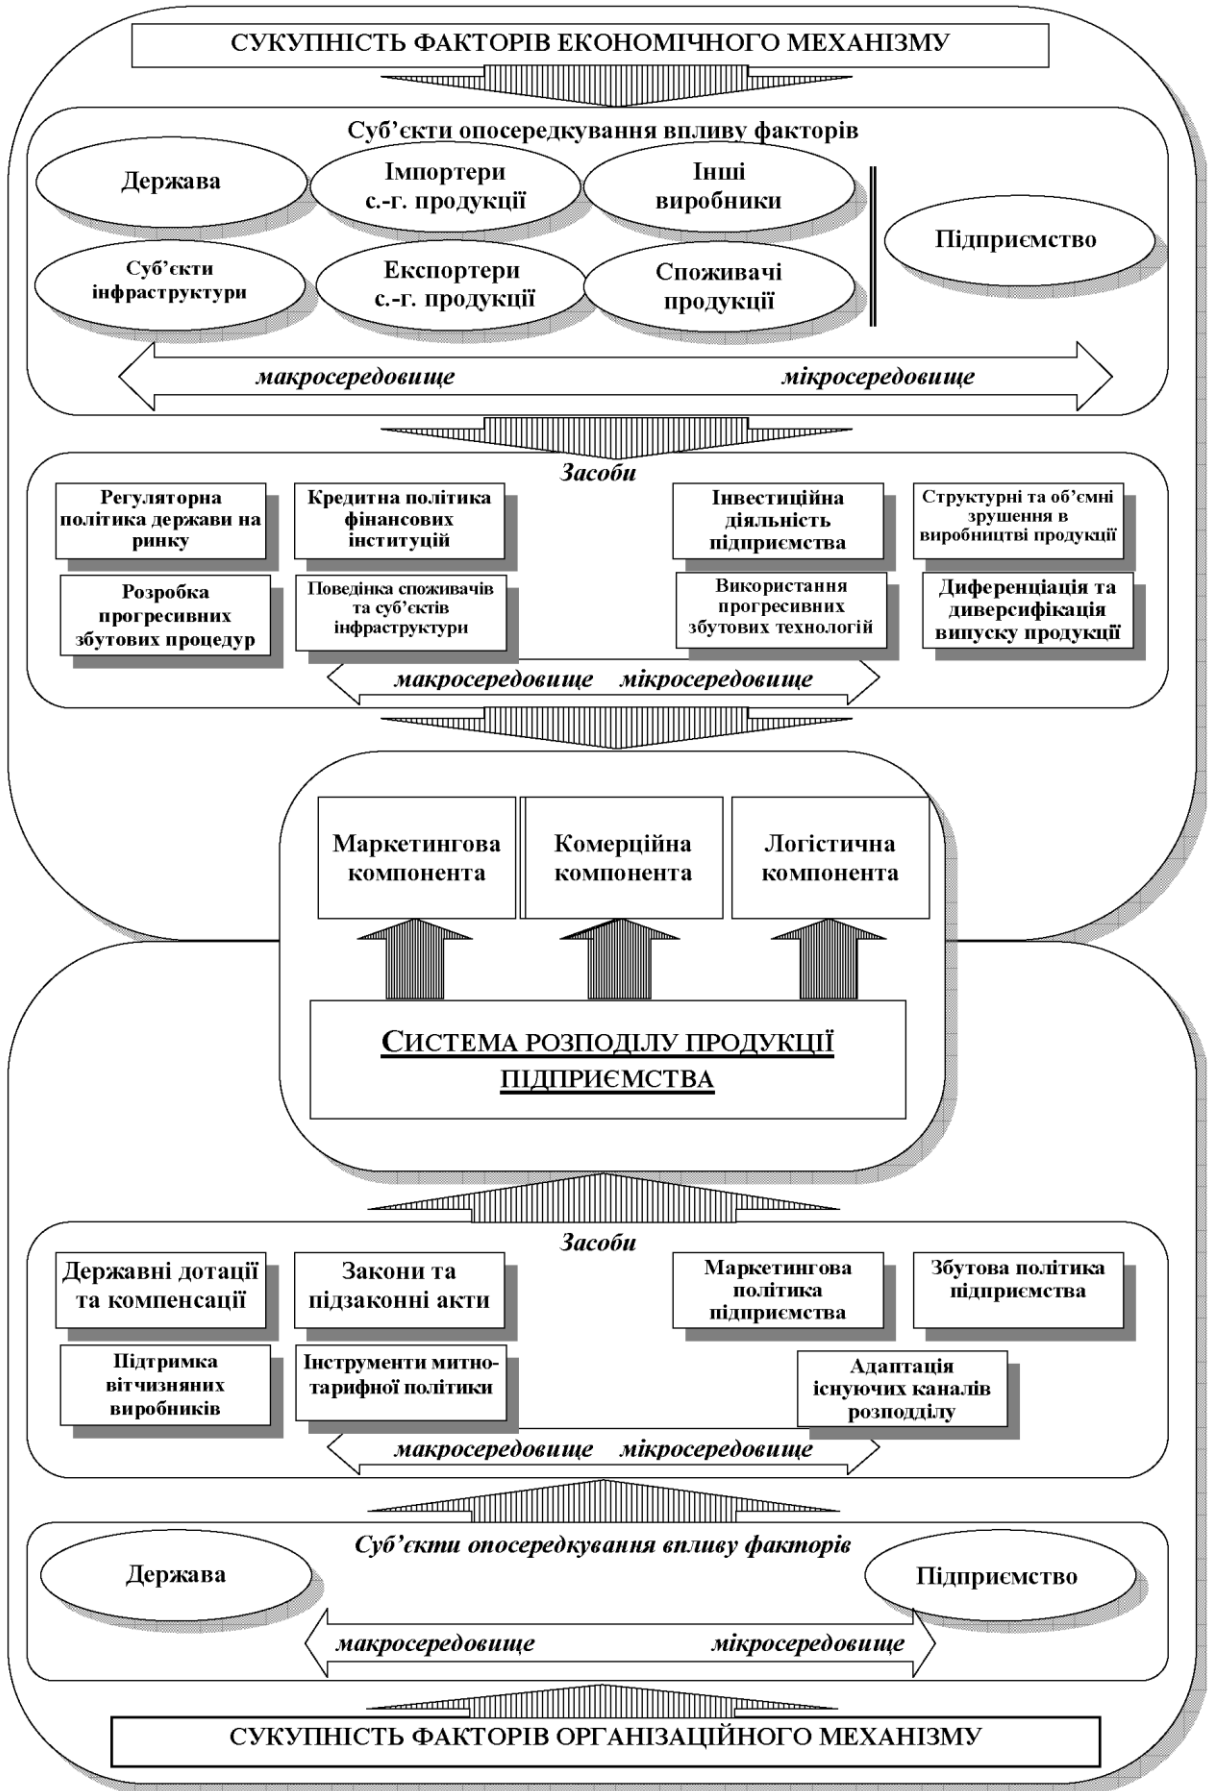 СУКУПНІСТЬ ФАКТОРІВ ЕКОНОМІЧНОГО МЕХАНІЗМУ
Суб’єкти опосередкування впливу факторів
Держава
Імпортери
с.-г. продукції
Інші
виробники
Підприємство
Суб’єкти
інфраструктури
Експортери
с.-г. продукції
Споживачі
продукції
макросередовище
мікросередовище
Засоби
Регуляторна
політика держави на
ринку
Кредитна політика
фінансових
інституцій
Інвестиційна
діяльність
підприємства
Структурні та об’ємні
зрушення в
виробництві продукції
Розробка
прогресивних
збутових процедур
Поведінка споживачів
та суб’єктів
інфраструктури
Використання
прогресивних
збутових технологій
Диференціація та
диверсифікація
випуску продукції
макросередовище
мікросередовище
Маркетингова
компонента
Комерційна
компонента
Логістична
компонента
СИСТЕМА РОЗПОДІЛУ ПРОДУКЦІЇ
ПІДПРИЄМСТВА
Засоби
Державні дотації
та компенсації
Закони та
підзаконні акти
Маркетингова
політика
підприємства
Збутова політика
підприємства
Підтримка
вітчизняних
виробників
Інструменти митно-
тарифної політики
Адаптація
існуючих каналів
розподділу
макросередовище
мікросередовище
Суб’єкти опосередкування впливу факторів
Держава
Підприємство
макросередовище
мікросередовище
СУКУПНІСТЬ ФАКТОРІВ ОРГАНІЗАЦІЙНОГО МЕХАНІЗМУ